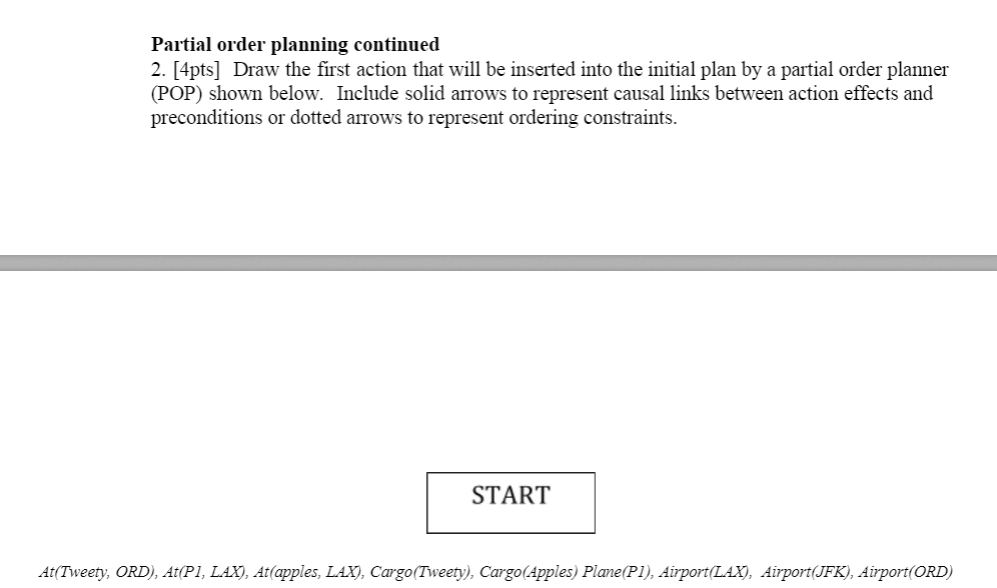 Partial order planning continued
2. [4pts] Draw the first action that will be inserted into the initial plan by a partial order planner
(POP) shown below. Include solid arrows to represent causal links between action effects and
preconditions or dotted arrows to represent ordering constraints.
START
At(Tweety, ORD), At(P1, LAX), At(apples, LAX), Cargo(Tweety), Cargo(Apples) Plane(P1), Airport(LAX), Airport(JFK), Airport(ORD)